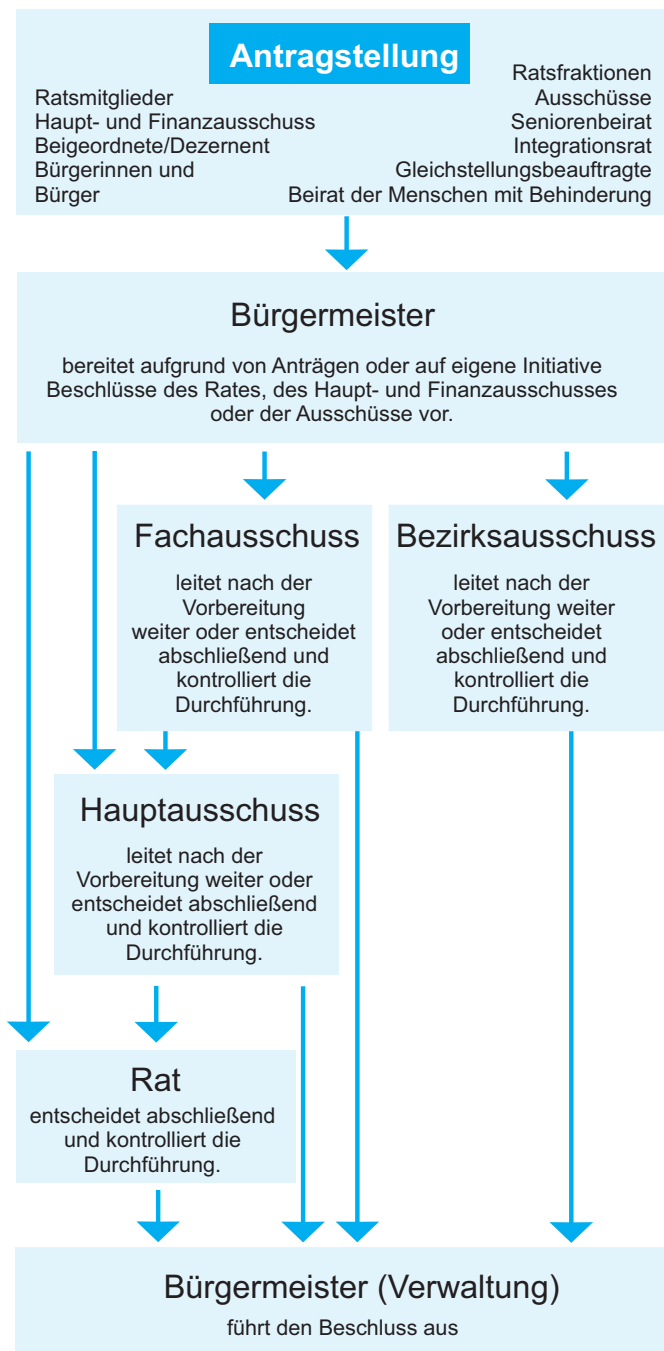 Antragstellung
Ratsmitglieder
Haupt- und Finanzausschuss
Beigeordnete/Dezernent
Bürgerinnen und
Bürger
Ratsfraktionen
Ausschüsse
Seniorenbeirat
Integrationsrat
Gleichstellungsbeauftragte
Beirat der Menschen mit Behinderung
Bürgermeister
bereitet aufgrund von Anträgen oder auf eigene Initiative
Beschlüsse des Rates, des Haupt- und Finanzausschusses
oder der Ausschüsse vor.
Fachausschuss
leitet nach der
Vorbereitung
weiter oder entscheidet
abschließend und
kontrolliert die
Durchführung.
Bezirksausschuss
leitet nach der
Vorbereitung weiter
oder entscheidet
abschließend und
kontrolliert die
Durchführung.
Hauptausschuss
leitet nach der
Vorbereitung weiter oder
entscheidet abschließend
und kontrolliert die
Durchführung.
Rat
entscheidet abschließend
und kontrolliert die
Durchführung.
Bürgermeister (Verwaltung)
führt den Beschluss aus